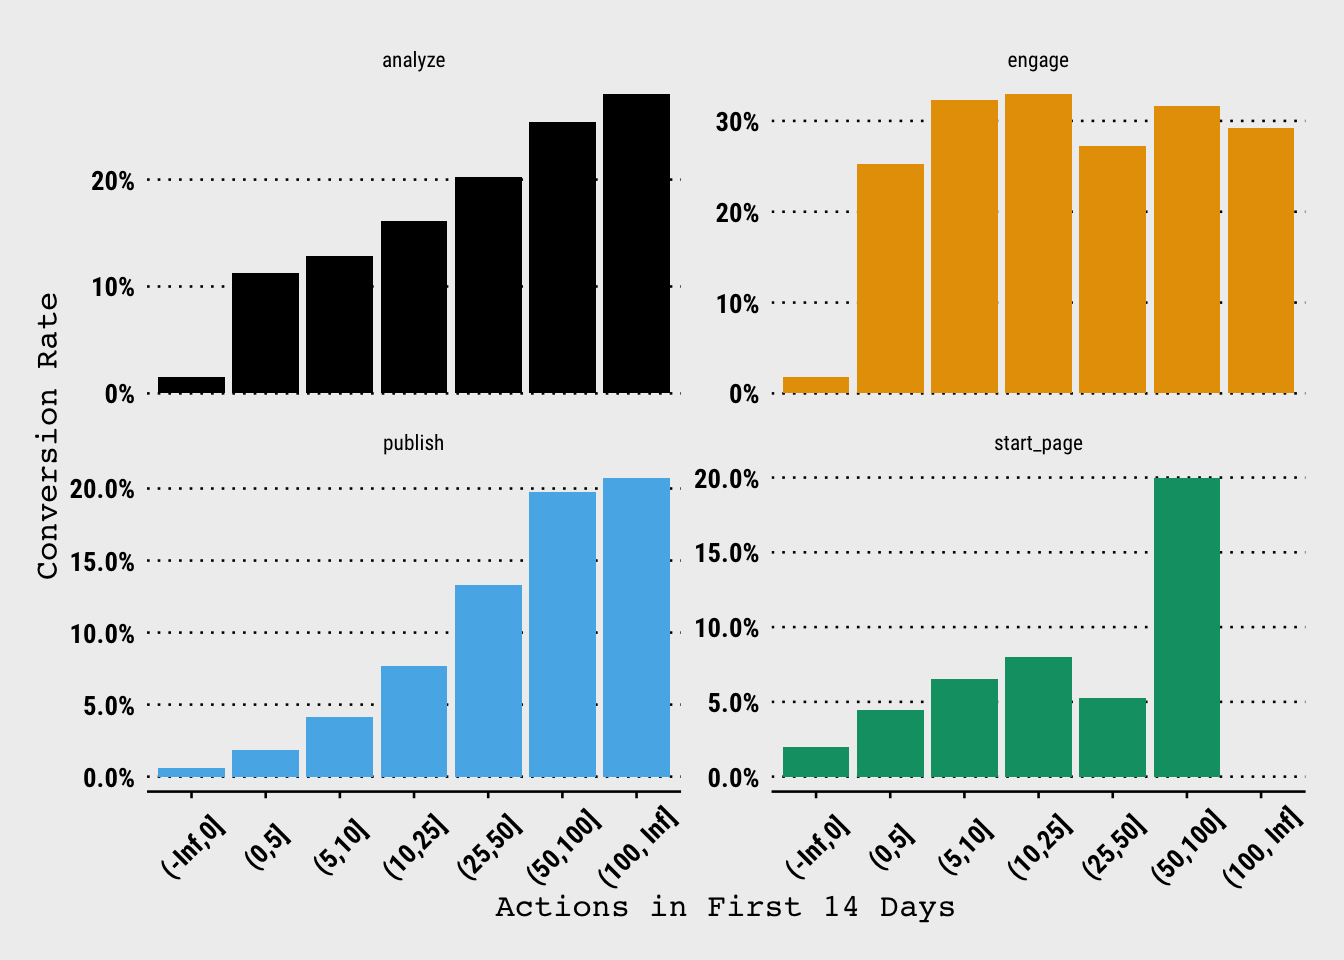 analyze
engage
20%
10%
0%
30%
20%
10%
0%
Conversion Rate
publish
start_page
20.0%
15.0%
10.0%
5.0%
0.0%
20.0%
15.0%
10.0%
5.0%
0.0%
(-Inf,0] (0,5] (5,10] (10,25] (25,50] (50,100] (100, Inf]
(-Inf,0] (0,5] (5,10] (10,25] (25,50] (50,100] (100, Inf]
Actions in First 14 Days